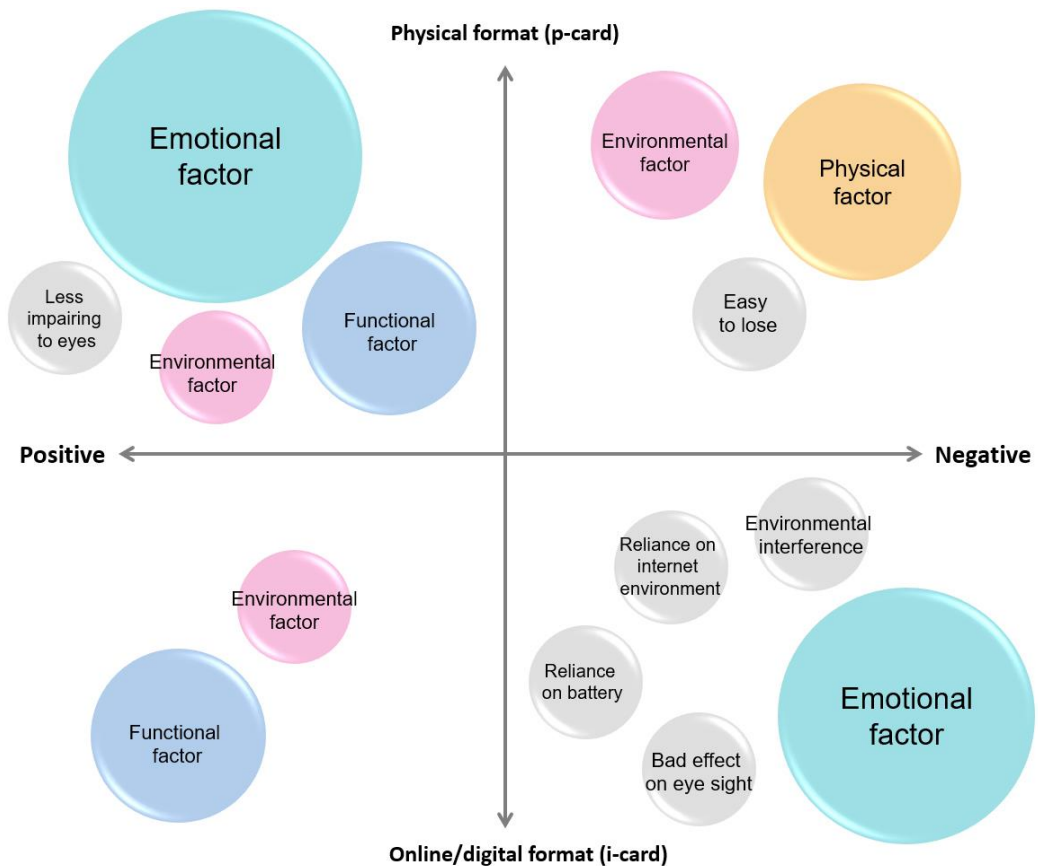 Physical format (p-card)
Emotional
factor
Environmental
factor
Physical
factor
Less
impairing
to eyes
Environmental
factor
Functional
factor
Easy
to lose
Positive
Negative
Environmental
factor
Functional
factor
Reliance on
internet
environment
Environmental
interference
Reliance
on battery
Emotional
factor
Bad effect
on eye sight
Online/digital format (i-card)